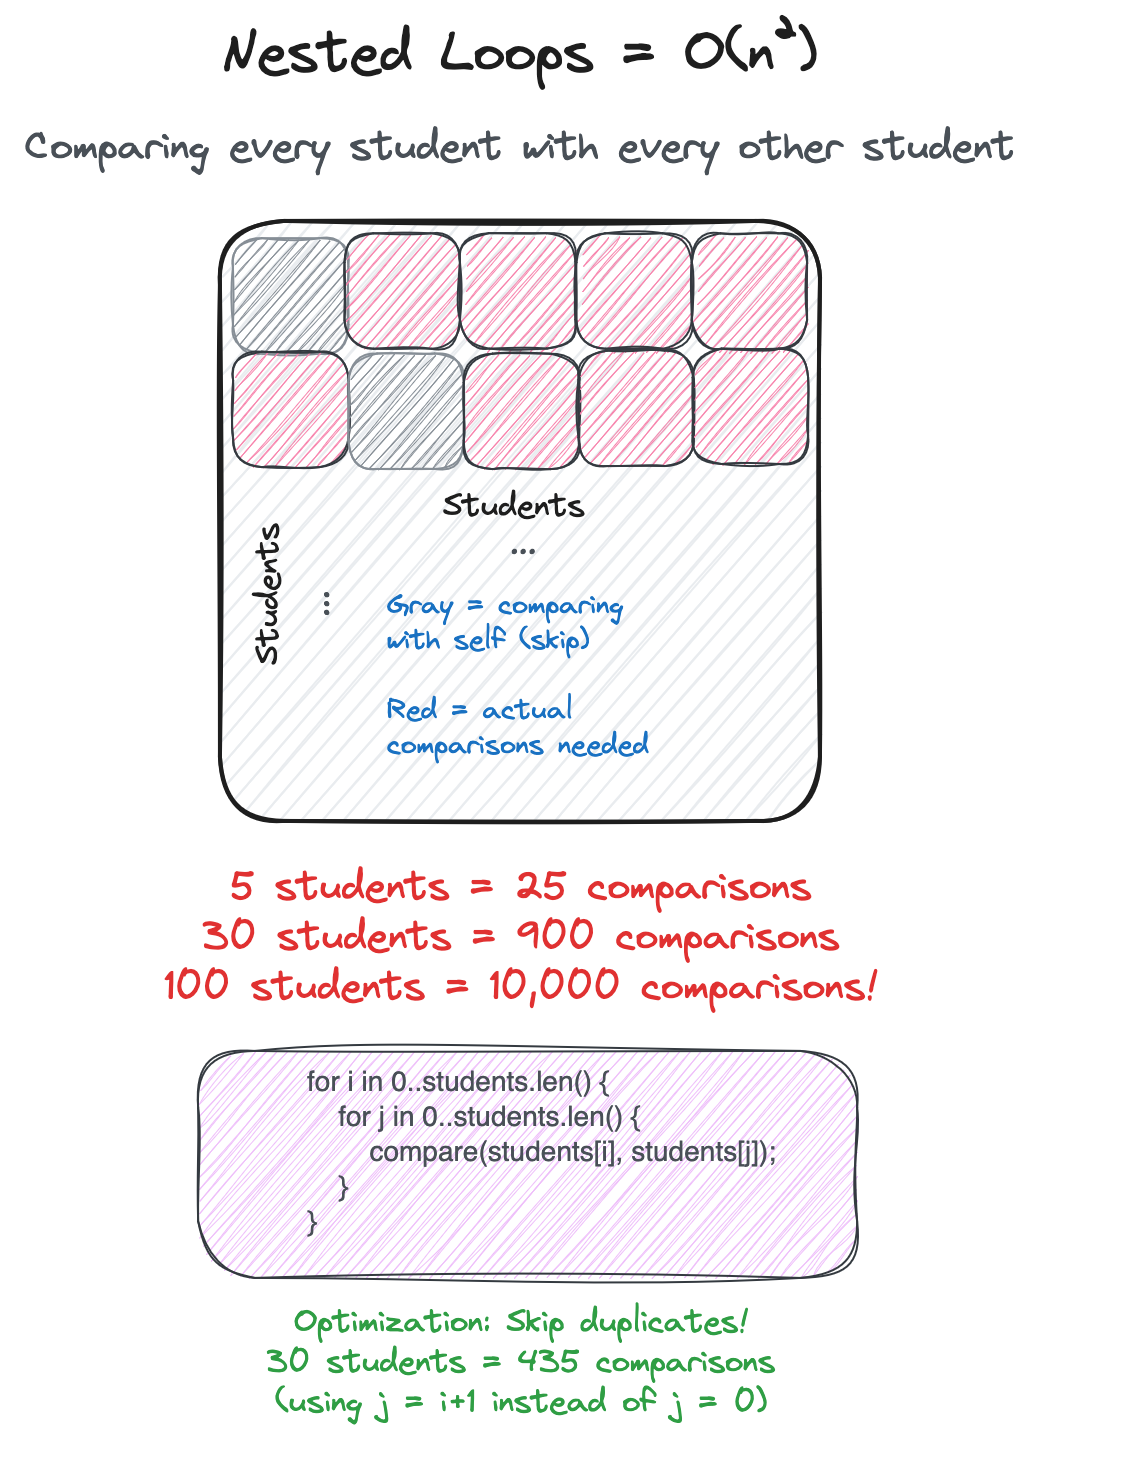 Nested Loops = O(n²)
Comparing every student with every other student
Students
...
Students
...
Gray = comparing
with self (skip)
Red = actual
comparisons needed
5 students = 25 comparisons
30 students = 900 comparisons
100 students = 10,000 comparisons!
for i in 0..students.len() {
    for j in 0..students.len() {
        compare(students[i], students[j]);
    }
}
Optimization: Skip duplicates!
30 students = 435 comparisons
(using j = i+1 instead of j = 0)